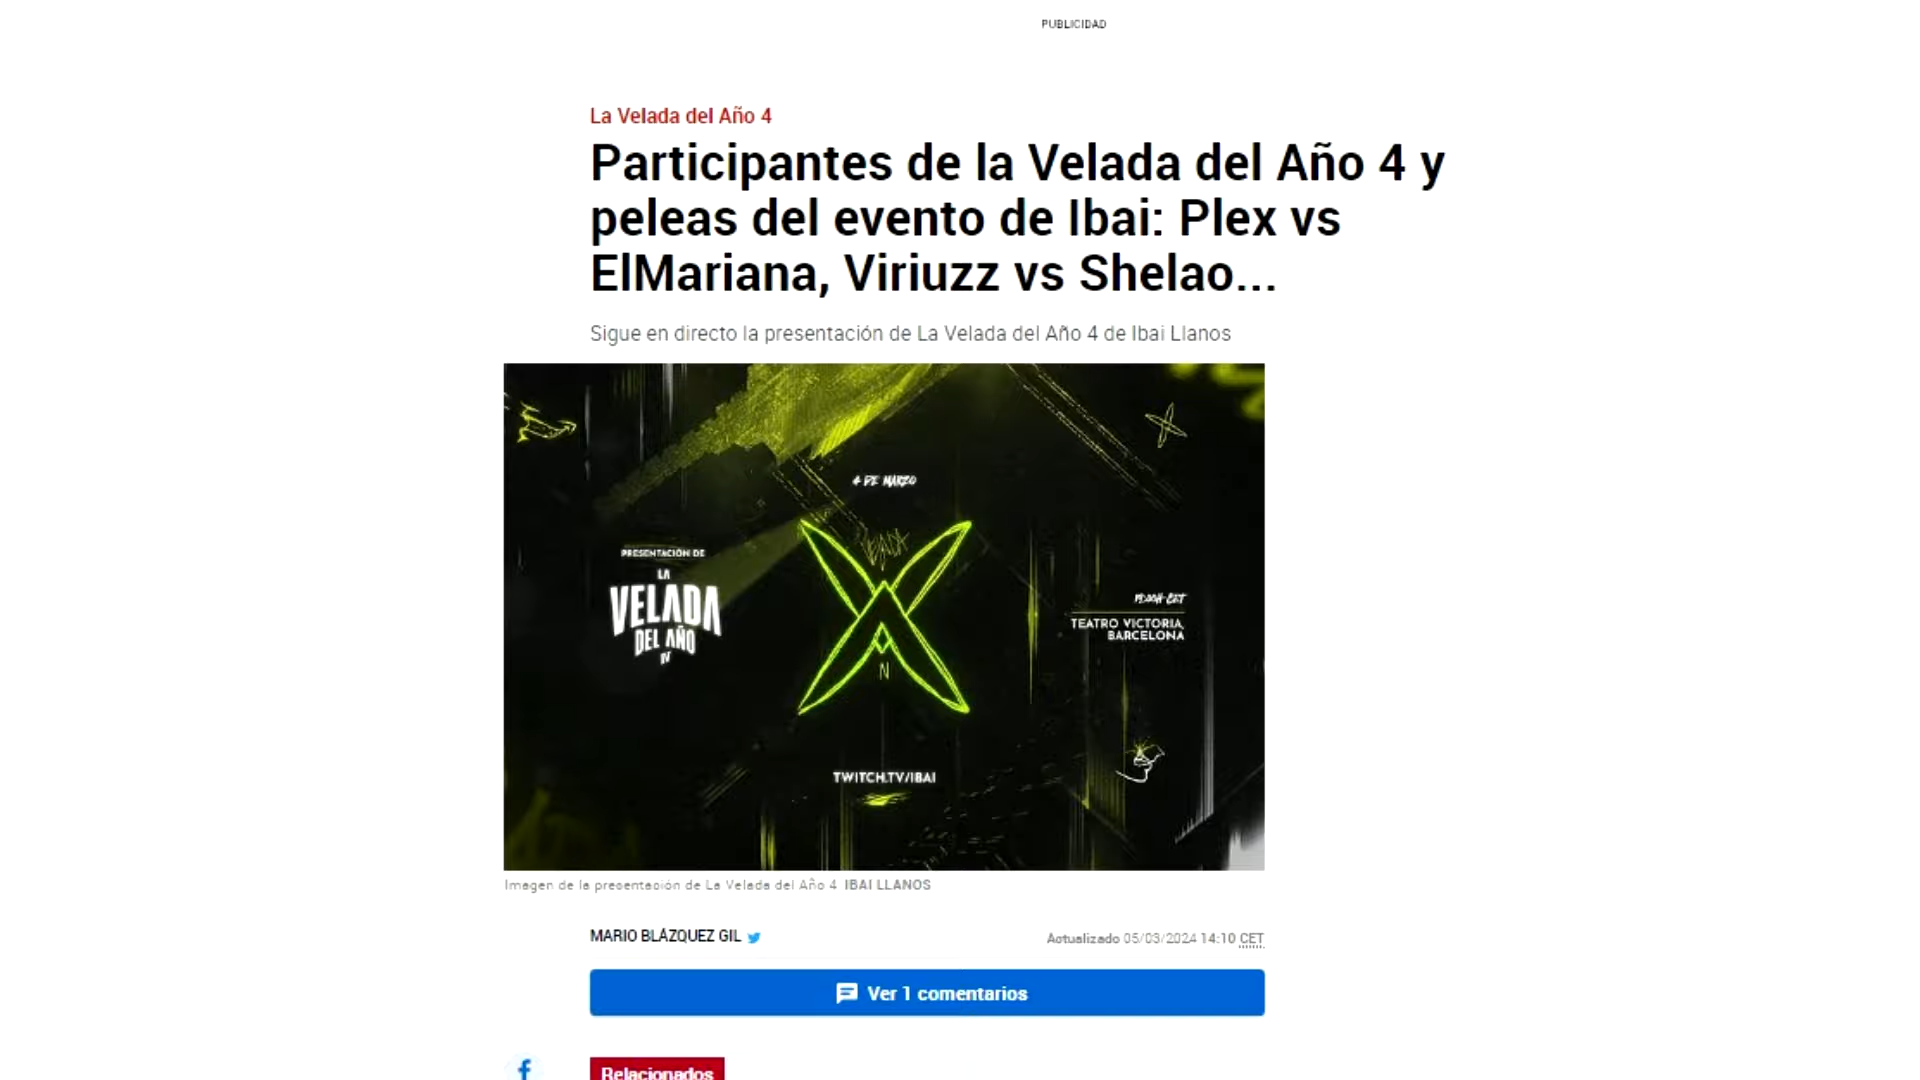 PUBLICIDAD
La Velada del Año 4
Participantes de la Velada del Año 4 y
peleas del evento de Ibai: Plex vs
ElMariana, Viriuzz vs Shelao...
Sigue en directo la presentación de La Velada del Año 4 de Ibai Llanos
4 DE MARZO
VELADA
PRESENTACIÓN DE
LA
VELADA
DEL AÑO
IV
19:00H CET
TEATRO VICTORIA,
BARCELONA
TWITCH.TV/IBAI
Imagen de la presentación de La Velada del Año 4 IBAI LLANOS
MARIO BLÁZQUEZ GIL
Actualizado 05/03/2024 14:10 CET
Ver 1 comentarios
Relacionados